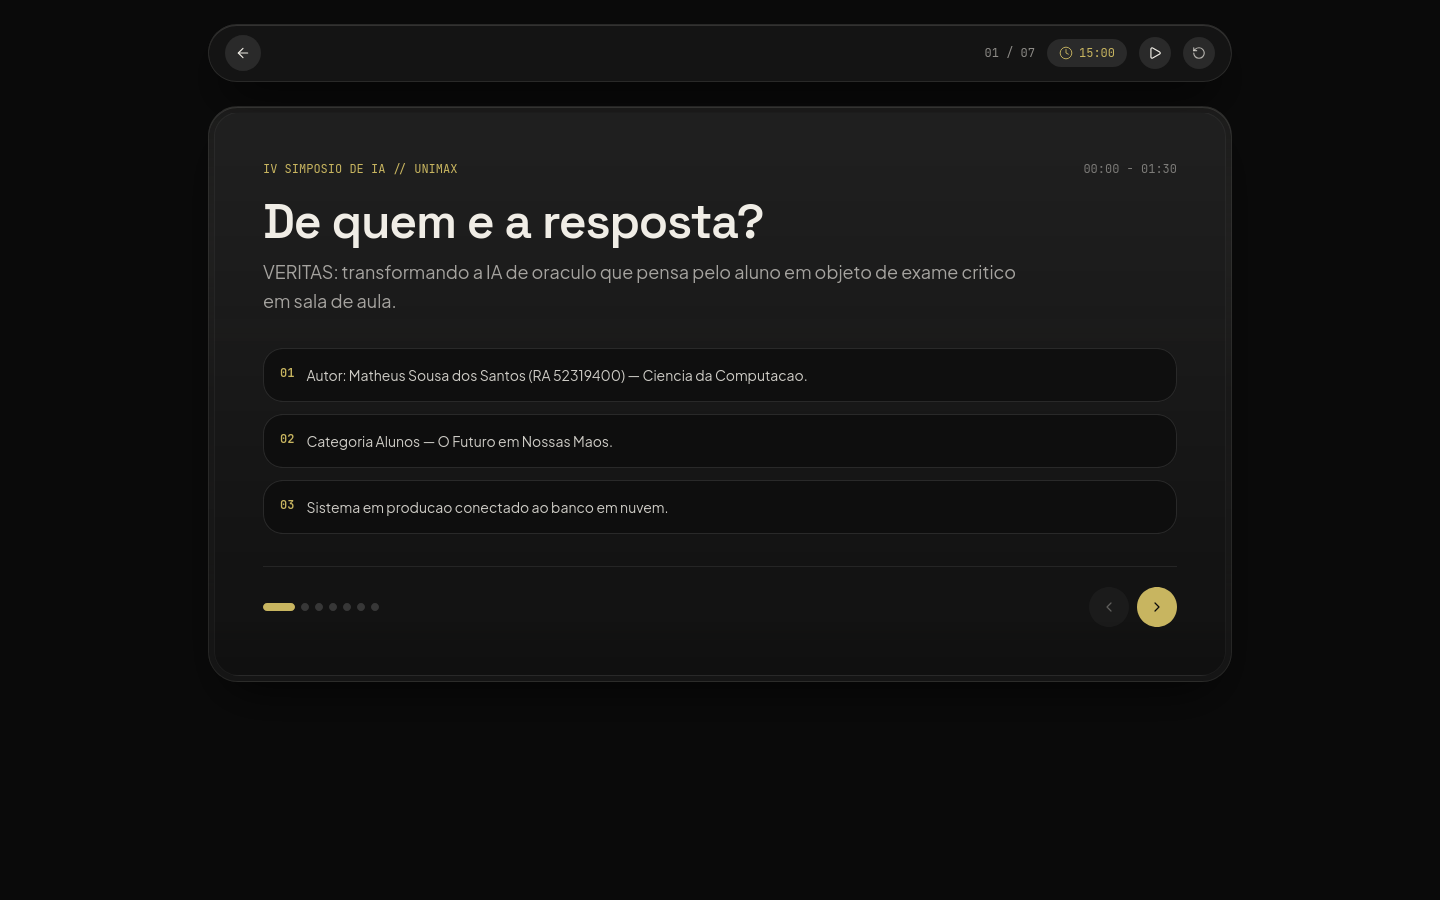 01 / 07
15:00
IV SIMPOSIO DE IA // UNIMAX
00:00 - 01:30
De quem e a resposta?
VERITAS: transformando a IA de oraculo que pensa pelo aluno em objeto de exame critico
em sala de aula.
01 Autor: Matheus Sousa dos Santos (RA 52319400) — Ciencia da Computacao.
02 Categoria Alunos — O Futuro em Nossas Maos.
03 Sistema em producao conectado ao banco em nuvem.